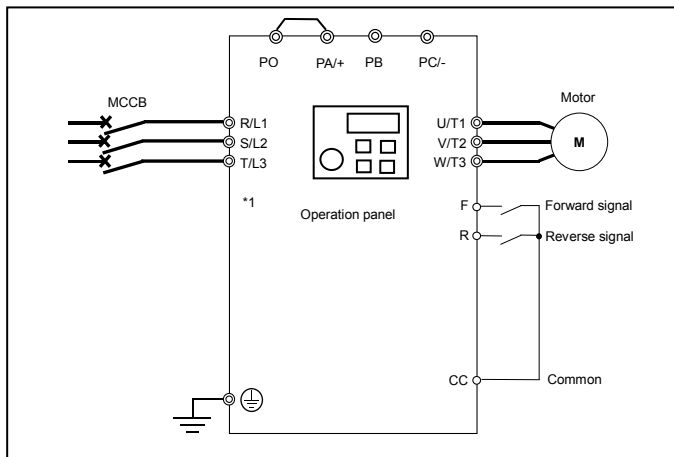 PO PA/+ PB PC/-
MCCB
Motor
R/L1
S/L2
T/L3
U/T1
V/T2
W/T3
M
*1
Operation panel
F
Forward signal
R
Reverse signal
CC
Common